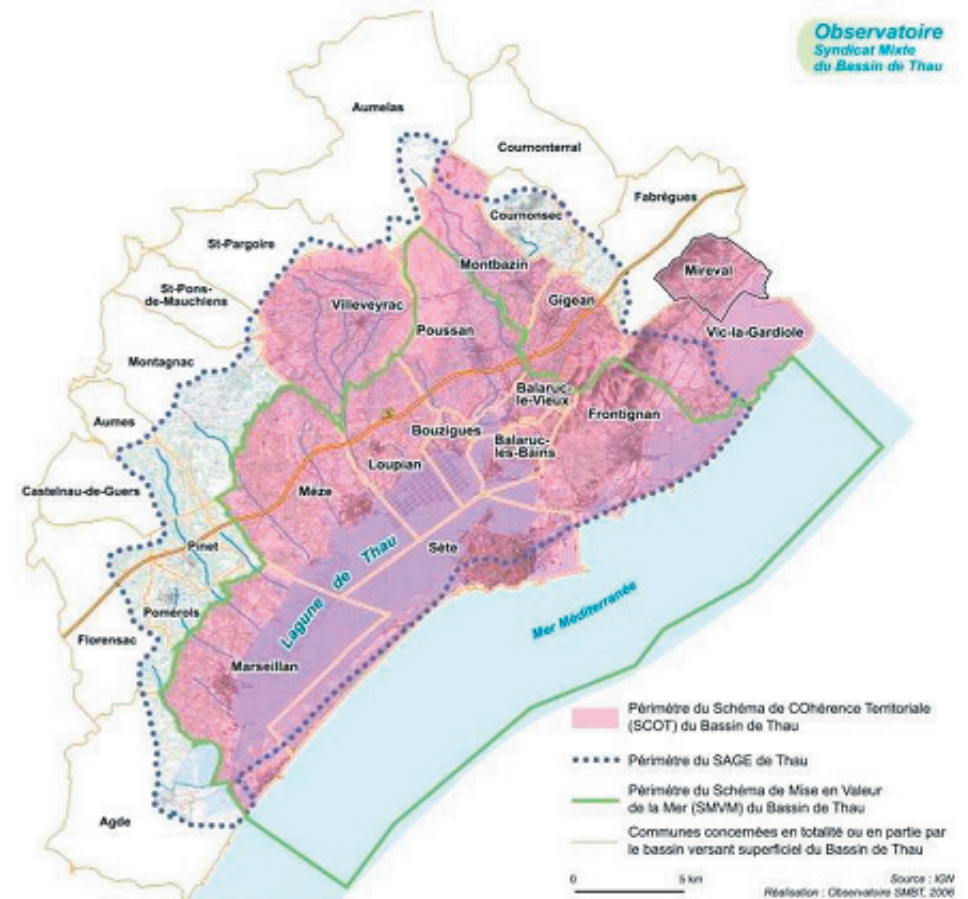 Observatoire
Syndicat Mixte
du Bassin de Thau
Aumelas
Cournonterral
Fabrègues
Cournonsec
St-Pargoire
Montbazin
Mireval
St-Pons-
de-Mauchiens
Villeveyrac
Gigean
Poussan
Vic-la-Gardiole
Montagnac
Balaruc-
le-Vieux
Frontignan
Aumes
Bouzigues
Balaruc-
les-Bains
Loupian
Castelnau-de-Guers
Mèze
Pinet
Sète
Lagune de Thau
Pomérols
Mer Méditerranée
Florensac
Marseillan
Agde
Périmètre du Schéma de COhérence Territoriale
(SCOT) du Bassin de Thau
Périmètre du SAGE de Thau
Périmètre du Schéma de Mise en Valeur
de la Mer (SMVM) du Bassin de Thau
Communes concernées en totalité ou en partie par
le bassin versant superficiel du Bassin de Thau
0 5 km
Source : IGN
Réalisation : Observatoire SMBT, 2006